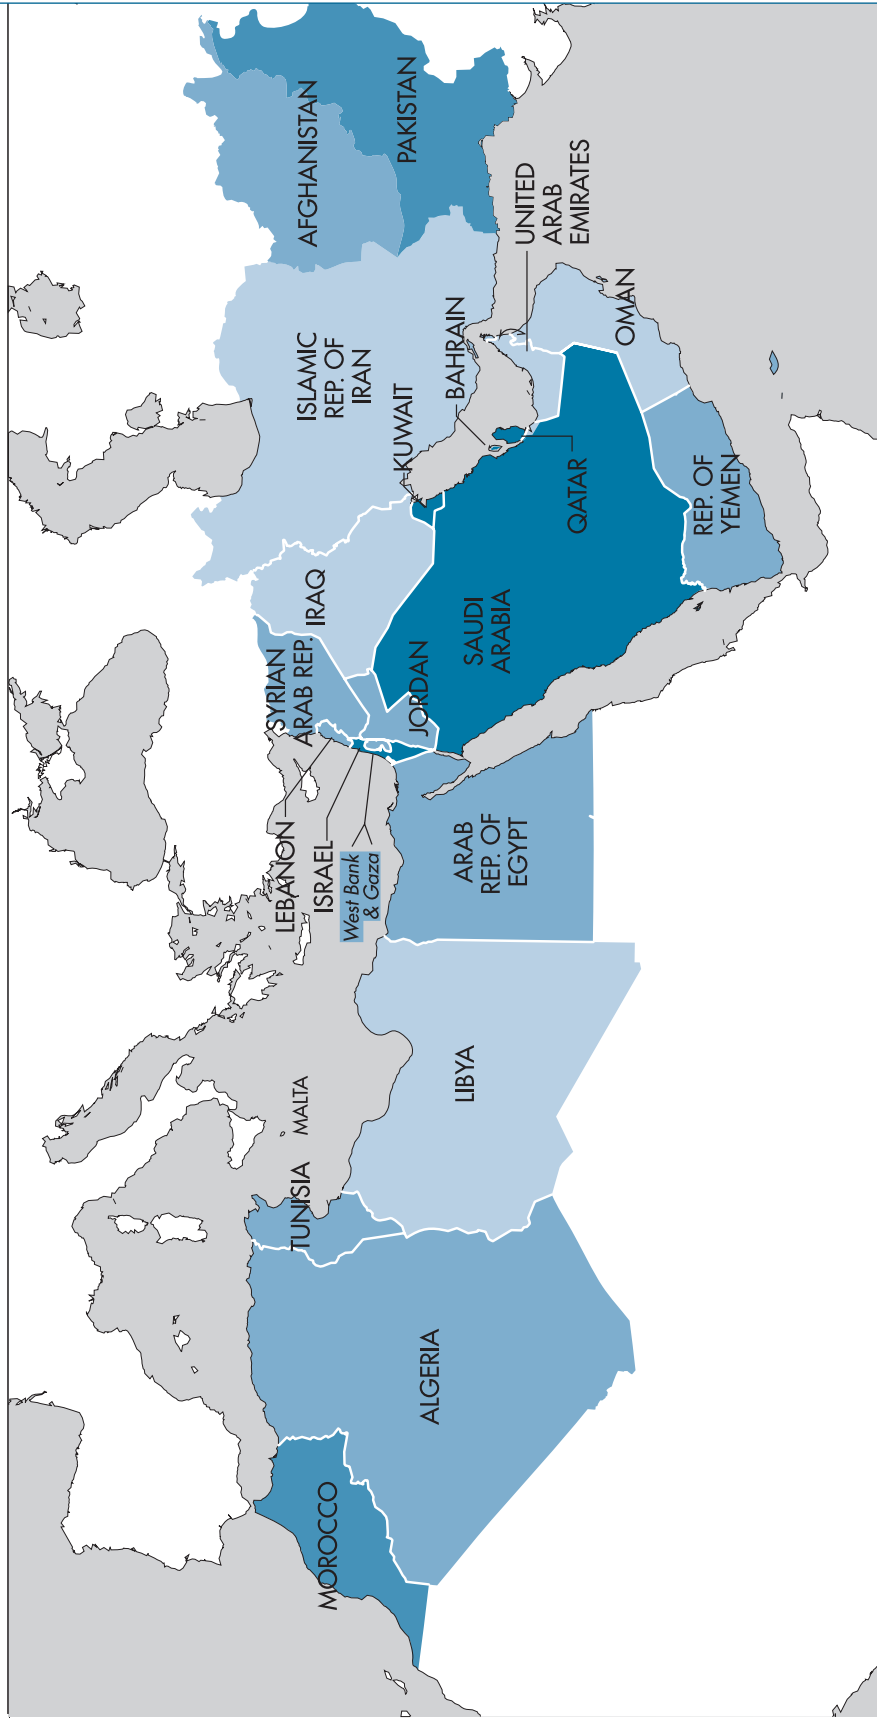 MOROCCO
ALGERIA
TUNISIA
MALTA
LIBYA
ARAB
REP. OF
EGYPT
LEBANON
ISRAEL
West Bank
& Gaza
SYRIAN
ARAB REP.
IRAQ
JORDAN
SAUDI
ARABIA
KUWAIT
BAHRAIN
QATAR
REP. OF
YEMEN
ISLAMIC
REP. OF
IRAN
OMAN
UNITED
ARAB
EMIRATES
AFGHANISTAN
PAKISTAN